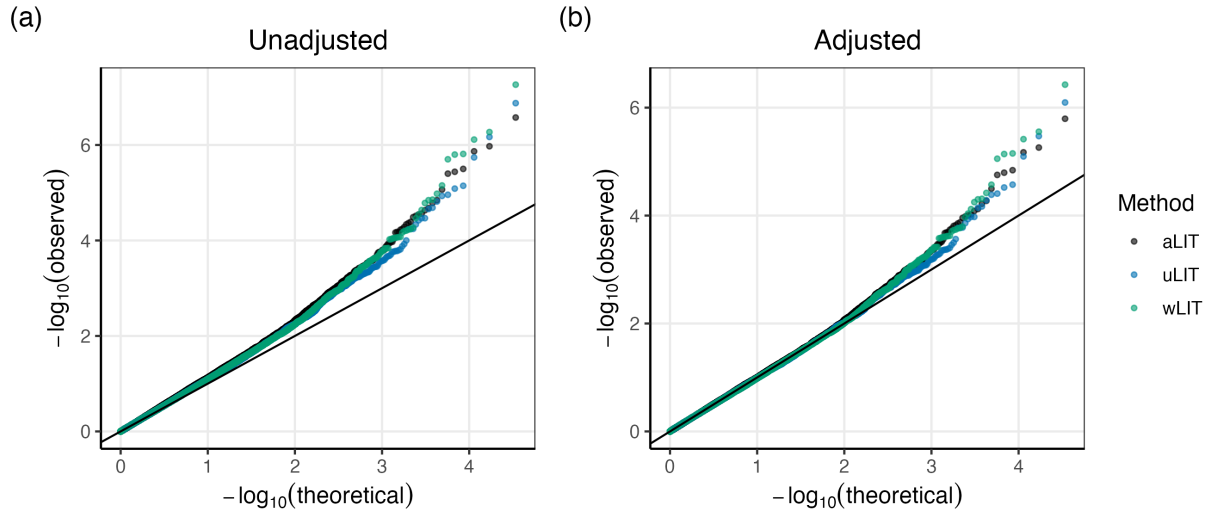 (a)
Unadjusted
−log10(observed)
6
4
2
0
0 1 2 3 4
−log10(theoretical)
(b)
Adjusted
−log10(observed)
6
4
2
0
0 1 2 3 4
−log10(theoretical)
Method
aLIT
uLIT
wLIT